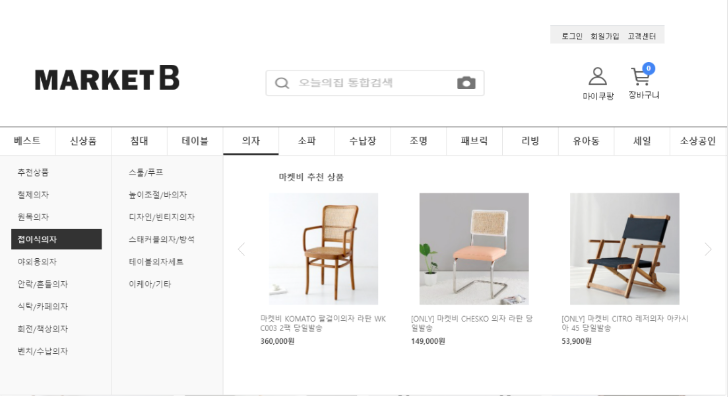 로그인 회원가입 고객센터
MARKET B
오늘의집 통합검색
0
마이쿠팡 장바구니
베스트 신상품 침대 테이블 의자 소파 수납장 조명 패브릭 리빙 유아동 세일 소상공인
추천상품
철제의자
원목의자
접이식의자
야외용의자
안락/흔들의자
식탁/카페의자
회전/책상의자
벤치/수납의자
스툴/푸프
높이조절/바의자
디자인/빈티지의자
스태커블의자/방석
테이블의자세트
이케아/기타
마켓비 추천 상품
마켓비 KOMATO 팔걸이의자 라탄 WK
C003 2팩 당일발송
360,000원
[ONLY] 마켓비 CHESKO 의자 라탄 당
일발송
149,000원
[ONLY] 마켓비 CITRO 레저의자 아카시
아 45 당일발송
53,900원